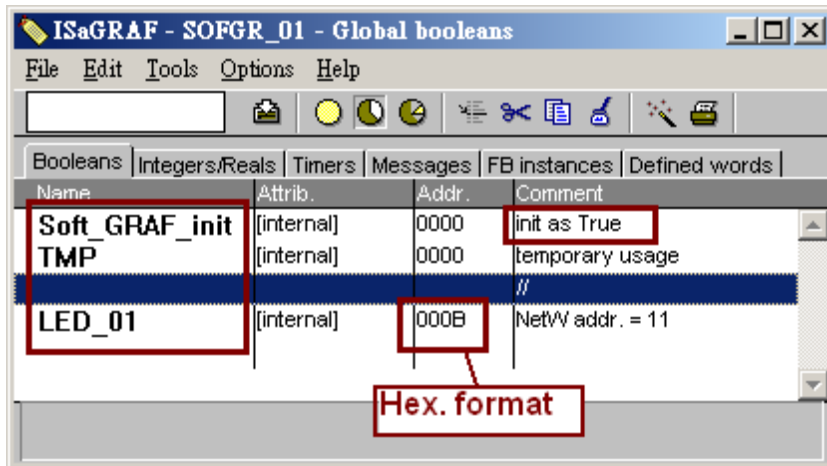 ISaGRAF - SOFGR_01 - Global booleans
File Edit Tools Options Help
Booleans Integers/Reals Timers Messages FB instances Defined words
Name Attrib. Addr. Comment
Soft_GRAF_init [internal] 0000 init as True
TMP [internal] 0000 temporary usage
//
LED_01 [internal] 000B NetW addr. = 11
Hex. format